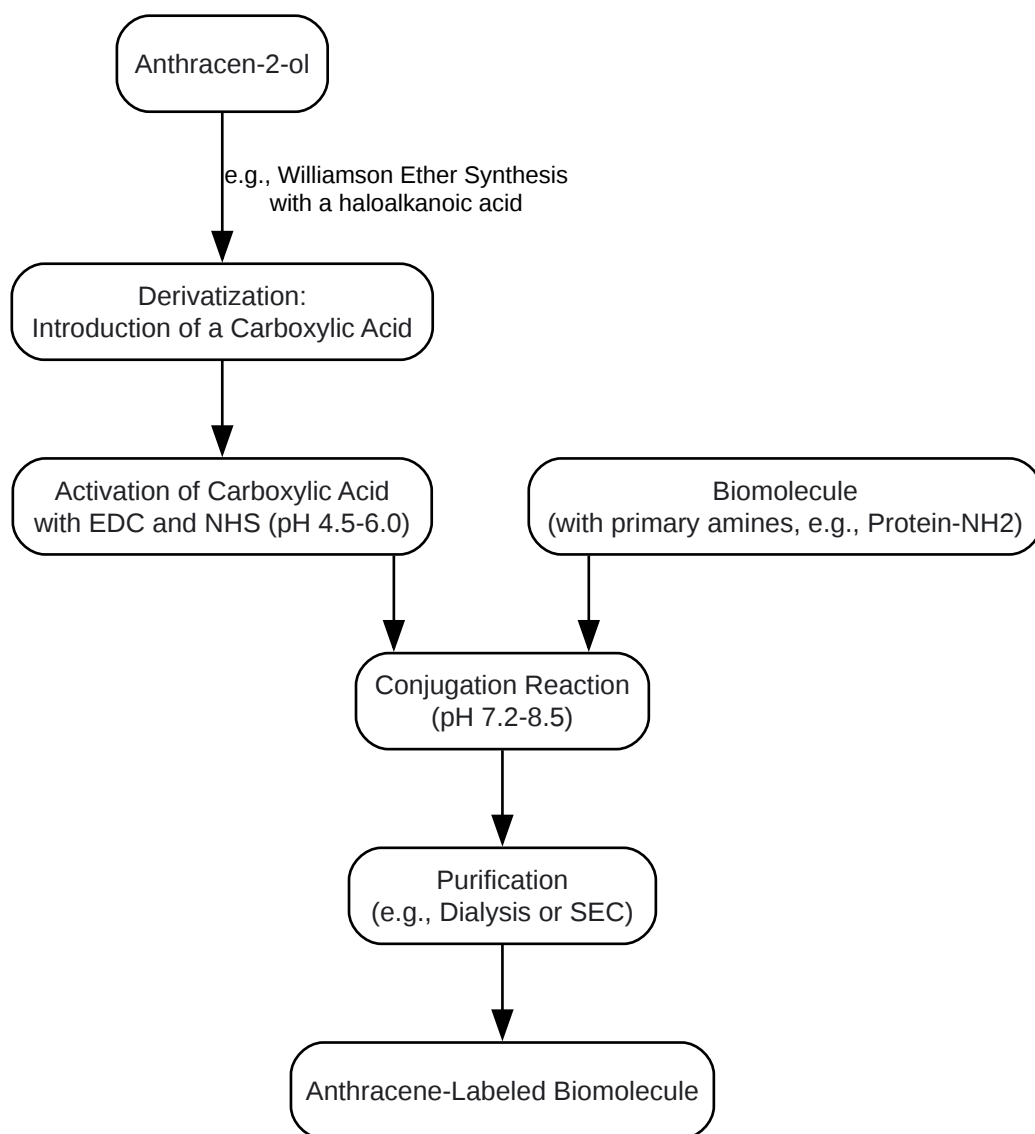 Anthracen-2-ol
e.g., Williamson Ether Synthesis
with a haloalkanoic acid
Derivatization:
Introduction of a Carboxylic Acid
Activation of Carboxylic Acid
with EDC and NHS (pH 4.5-6.0)
Biomolecule
(with primary amines, e.g., Protein-NH2)
Conjugation Reaction
(pH 7.2-8.5)
Purification
(e.g., Dialysis or SEC)
Anthracene-Labeled Biomolecule